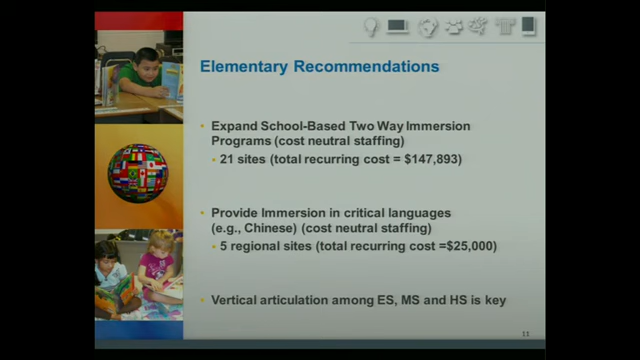 Elementary Recommendations
• Expand School-Based Two Way Immersion
Programs (cost neutral staffing)
• 21 sites (total recurring cost = $147,893)
• Provide Immersion in critical languages
(e.g., Chinese) (cost neutral staffing)
• 5 regional sites (total recurring cost =$25,000)
• Vertical articulation among ES, MS and HS is key
11